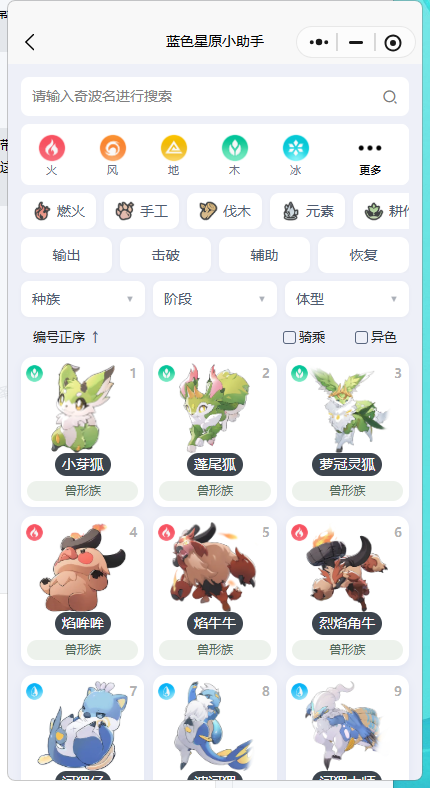 蓝色星原小助手
请输入奇波名进行搜索
火 风 地 木 冰 更多
燃火 手工 伐木 元素
输出 击破 辅助 恢复
种族 阶段 体型
编号正序 ↑ 骑乘 异色
1 2 3
小芽狐 蓬尾狐 萝冠灵狐
兽形族 兽形族 兽形族
4 5 6
焰哞哞 焰牛牛 烈焰角牛
兽形族 兽形族 兽形族
7 8 9